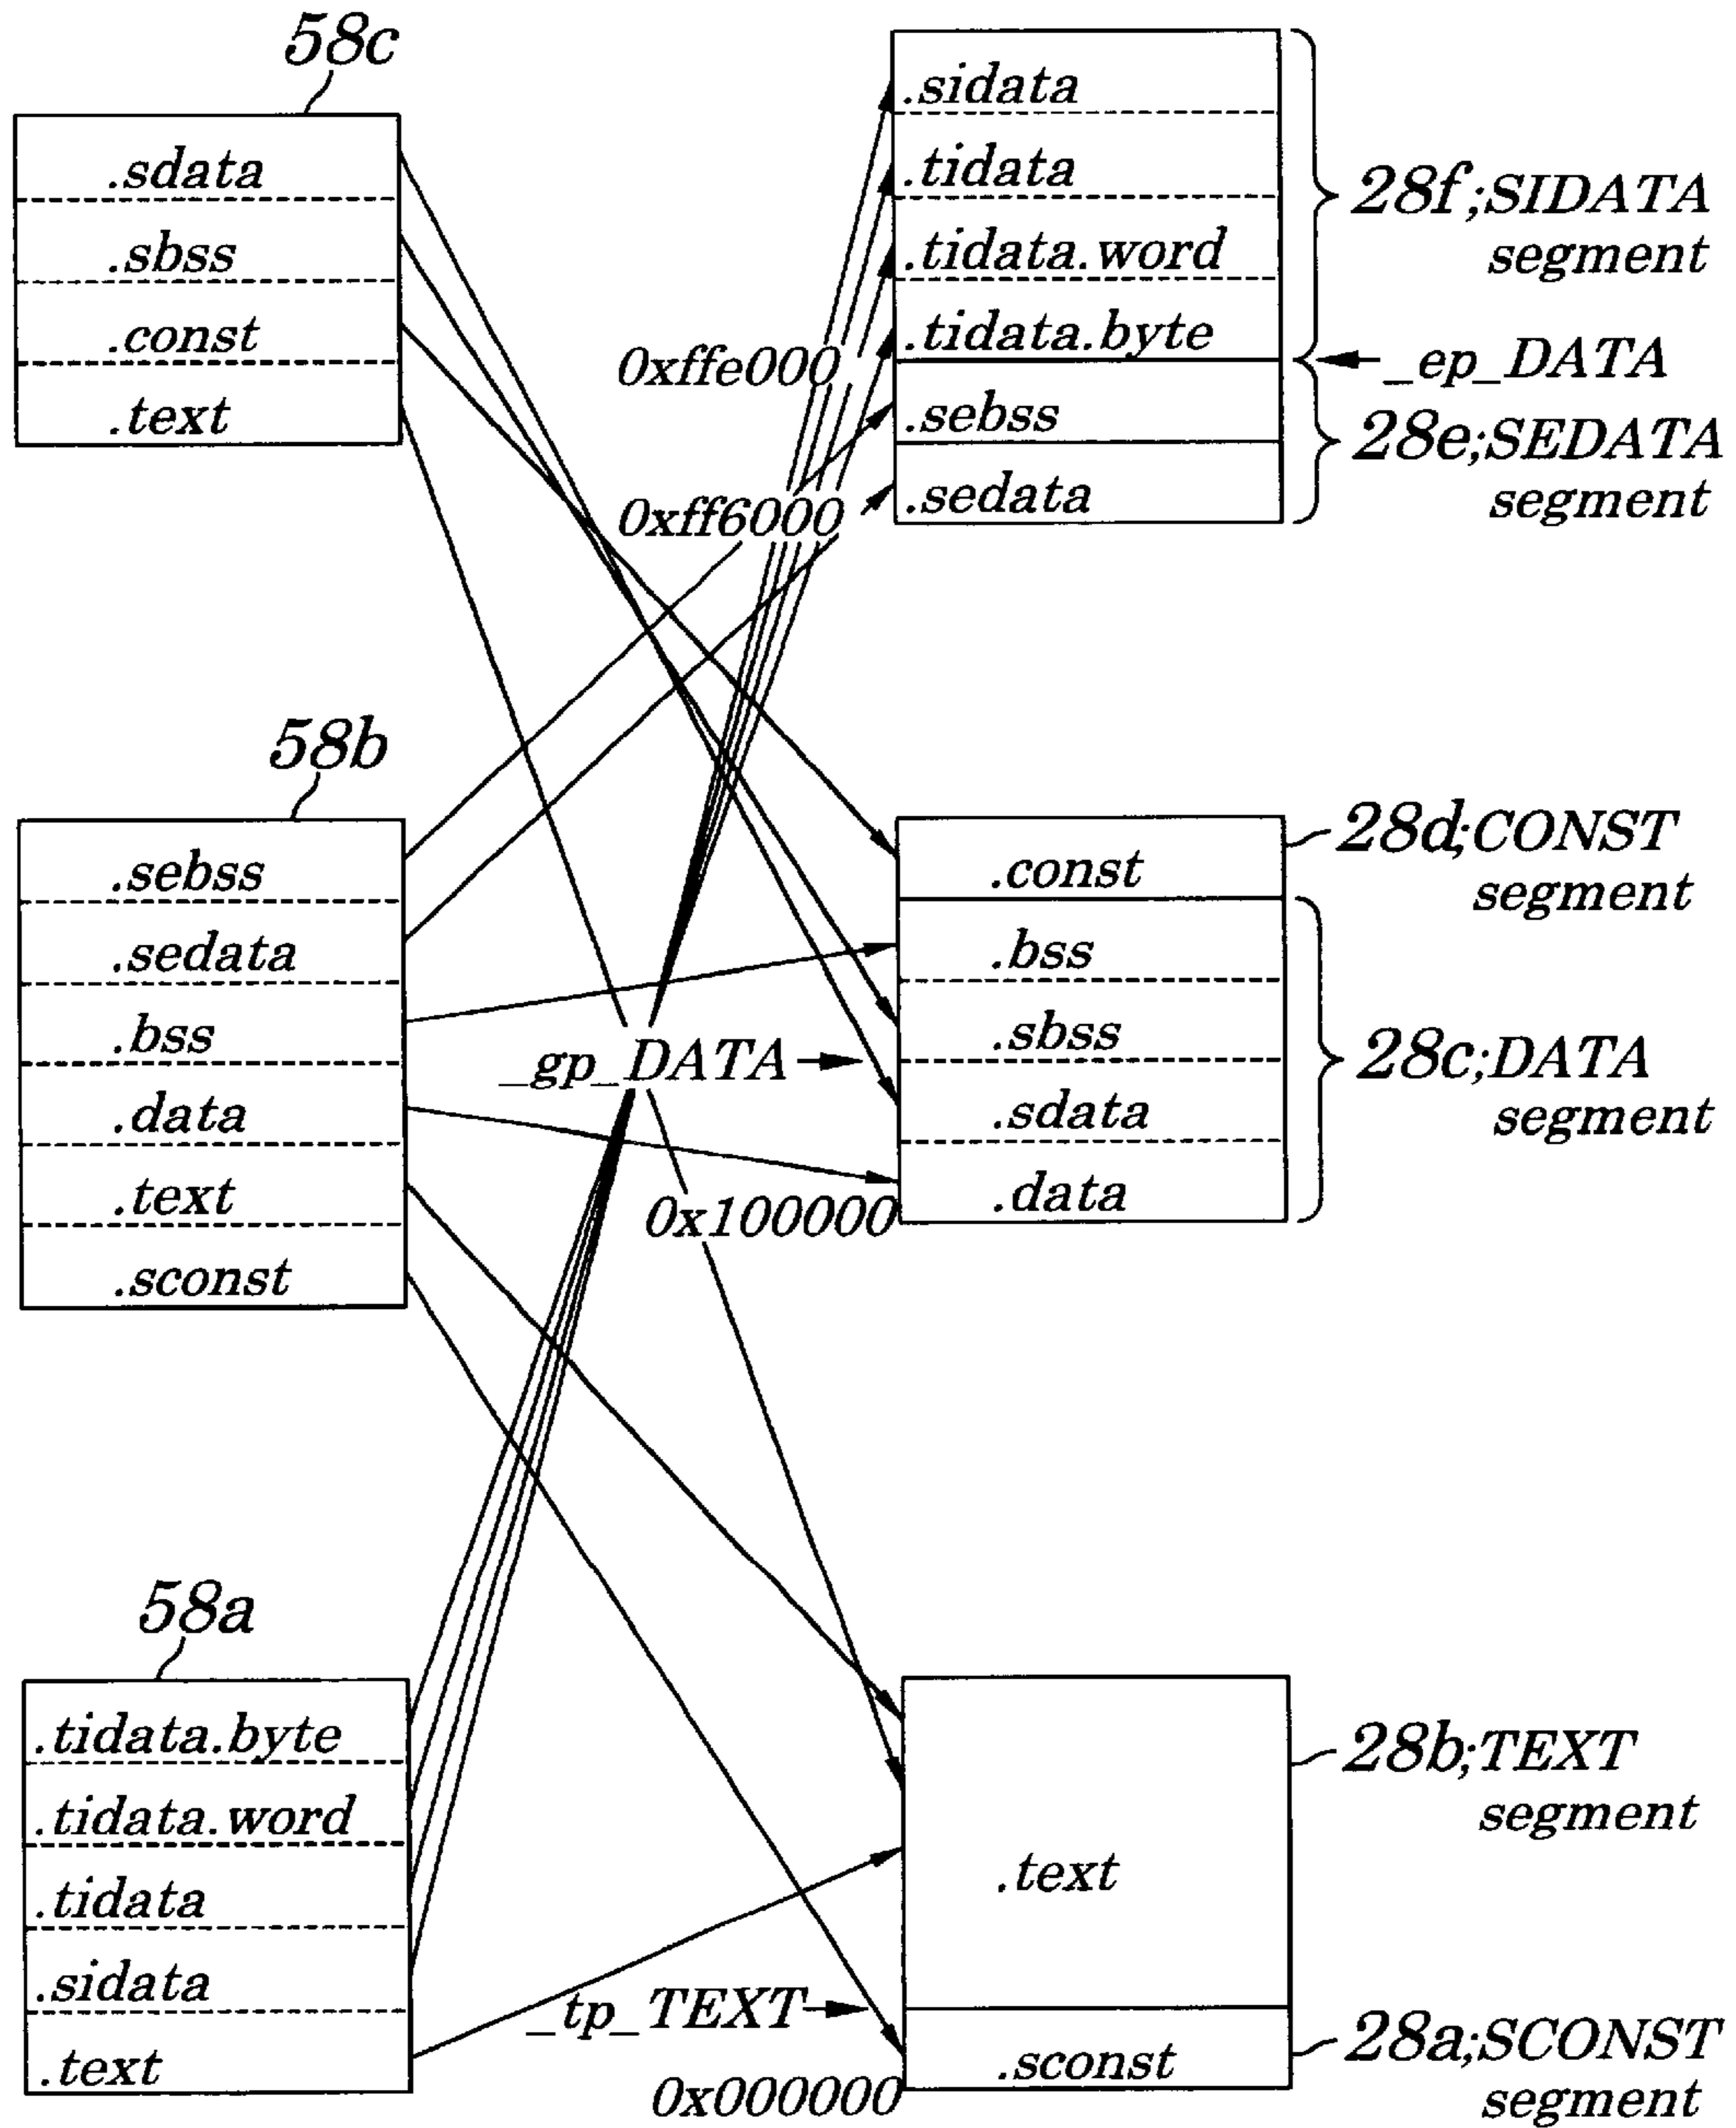 58c
.sdata
.sbss
.const
.text
.sidata
.tidata
.tidata.word
.tidata.byte
.sebss
.sedata
28f;SIDATA
segment
0xffe000
_ep_DATA
28e;SEDATA
segment
0xff6000
58b
.sebss
.sedata
.bss
.data
.text
.sconst
.const
.bss
.sbss
.sdata
.data
28d;CONST
segment
_gp_DATA
28c;DATA
segment
0x100000
58a
.tidata.byte
.tidata.word
.tidata
.sidata
.text
.text
.sconst
28b;TEXT
segment
_tp_TEXT
28a;SCONST
segment
0x000000